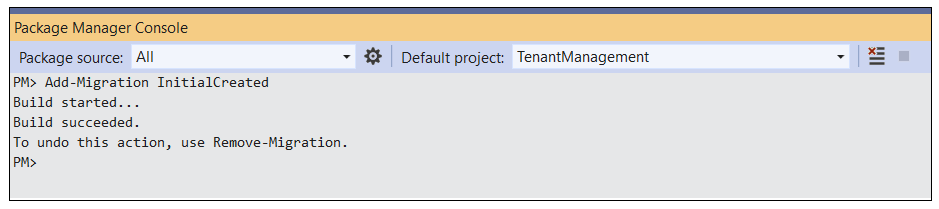 Package Manager Console
Package source: All Default project: TenantManagement
PM> Add-Migration InitialCreated
Build started...
Build succeeded.
To undo this action, use Remove-Migration.
PM>